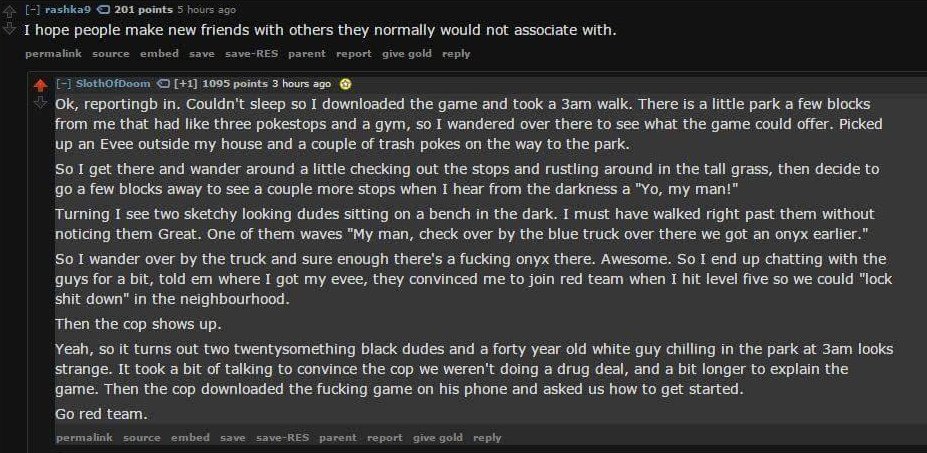 [-] rashka9 201 points 5 hours ago
I hope people make new friends with others they normally would not associate with.
permalink source embed save save-RES parent report give gold reply
[-] SlothOfDoom [+1] 1095 points 3 hours ago
Ok, reportingb in. Couldn't sleep so I downloaded the game and took a 3am walk. There is a little park a few blocks
from me that had like three pokestops and a gym, so I wandered over there to see what the game could offer. Picked
up an Evee outside my house and a couple of trash pokes on the way to the park.
So I get there and wander around a little checking out the stops and rustling around in the tall grass, then decide to
go a few blocks away to see a couple more stops when I hear from the darkness a "Yo, my man!"
Turning I see two sketchy looking dudes sitting on a bench in the dark. I must have walked right past them without
noticing them Great. One of them waves "My man, check over by the blue truck over there we got an onyx earlier."
So I wander over by the truck and sure enough there's a fucking onyx there. Awesome. So I end up chatting with the
guys for a bit, told em where I got my evee, they convinced me to join red team when I hit level five so we could "lock
shit down" in the neighbourhood.
Then the cop shows up.
Yeah, so it turns out two twentysomething black dudes and a forty year old white guy chilling in the park at 3am looks
strange. It took a bit of talking to convince the cop we weren't doing a drug deal, and a bit longer to explain the
game. Then the cop downloaded the fucking game on his phone and asked us how to get started.
Go red team.
permalink source embed save save-RES parent report give gold reply